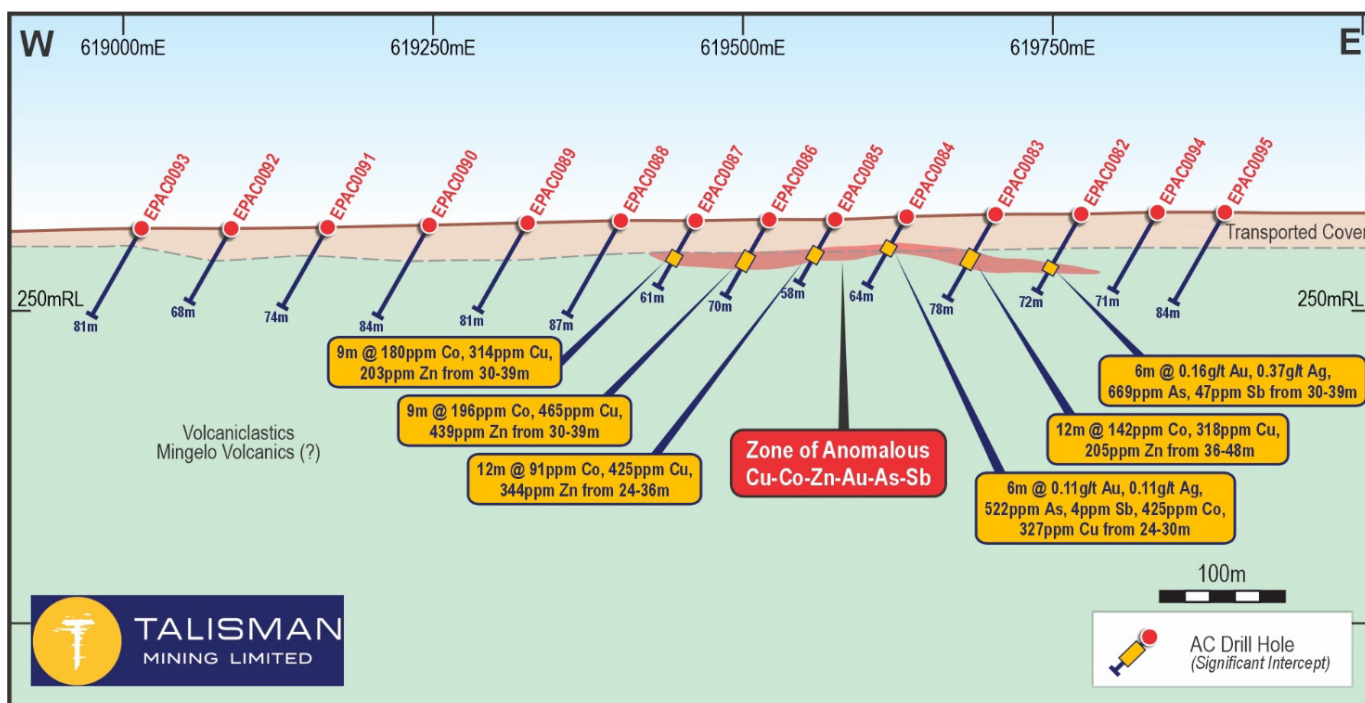 W
E
619000mE
619250mE
619500mE
619750mE
EPAC0093
EPAC0092
EPAC0091
EPAC0090
EPAC0089
EPAC0088
EPAC0087
EPAC0086
EPAC0085
EPAC0084
EPAC0083
EPAC0082
EPAC0094
EPAC0095
Transported Cover
250mRL
250mRL
81m
68m
74m
84m
81m
87m
61m
70m
58m
64m
78m
72m
71m
84m
9m @ 180ppm Co, 314ppm Cu,
203ppm Zn from 30-39m
9m @ 196ppm Co, 465ppm Cu,
439ppm Zn from 30-39m
12m @ 91ppm Co, 425ppm Cu,
344ppm Zn from 24-36m
Zone of Anomalous
Cu-Co-Zn-Au-As-Sb
6m @ 0.16g/t Au, 0.37g/t Ag,
669ppm As, 47ppm Sb from 30-39m
12m @ 142ppm Co, 318ppm Cu,
205ppm Zn from 36-48m
6m @ 0.11g/t Au, 0.11g/t Ag,
522ppm As, 4ppm Sb, 425ppm Co,
327ppm Cu from 24-30m
Volcaniclastics
Mingelo Volcanics (?)
100m
TALISMAN
MINING LIMITED
AC Drill Hole
(Significant Intercept)